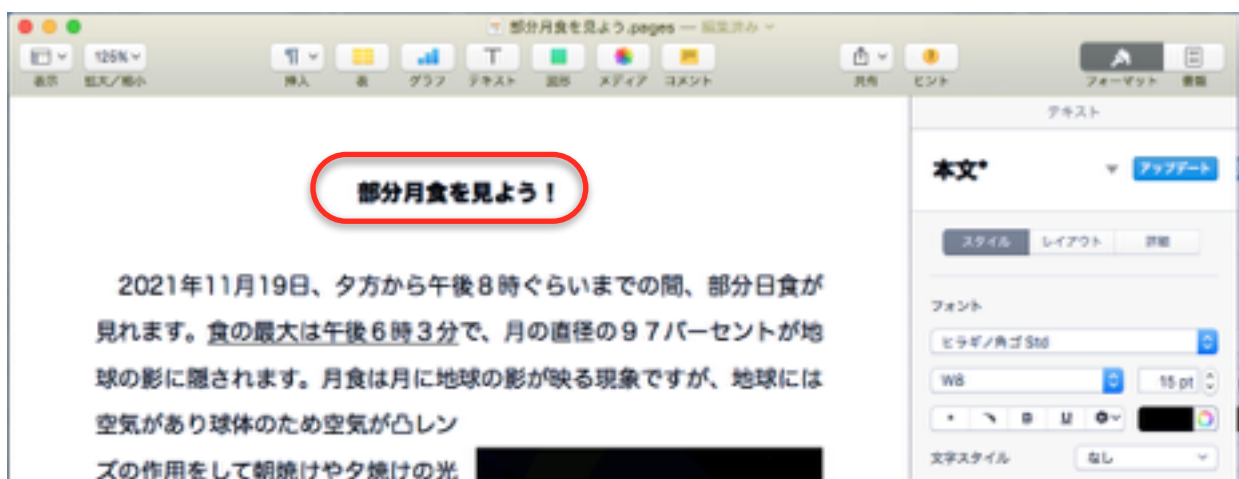 部分月食を見よう.pages — 編集済み
125%
表示 拡大/縮小 挿入 表 グラフ テキスト 図形 メディア コメント 共有 ヒント フォーマット 書類
テキスト
本文* アップデート
スタイル レイアウト 詳細
フォント
ヒラギノ角ゴ Std
W8 15 pt
B U
文字スタイル なし
部分月食を見よう！
2021年11月19日、夕方から午後８時ぐらいまでの間、部分日食が
見れます。食の最大は午後６時３分で、月の直径の９７パーセントが地
球の影に隠されます。月食は月に地球の影が映る現象ですが、地球には
空気があり球体のため空気が凸レン
ズの作用をして朝焼けや夕焼けの光